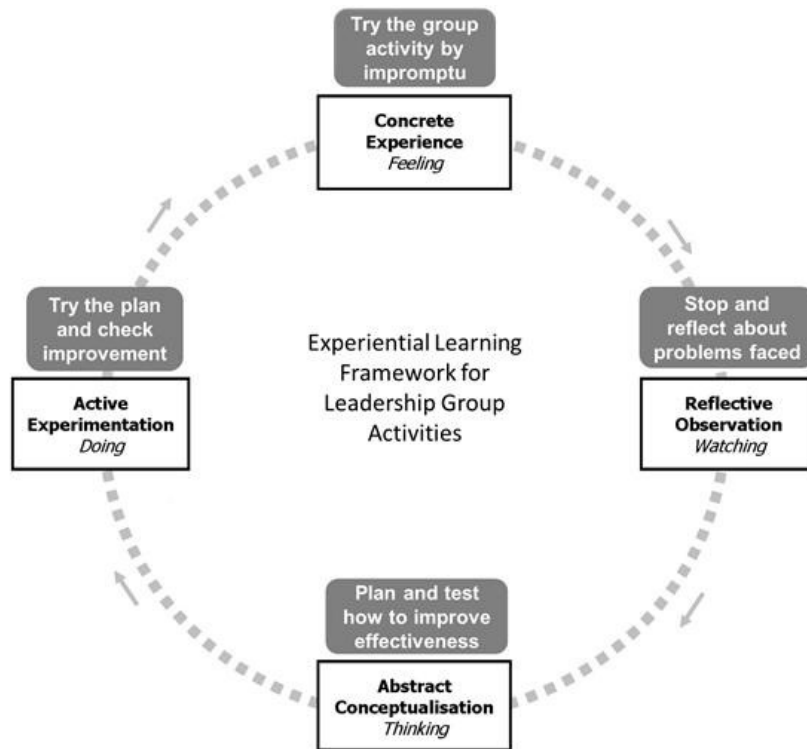 Try the group
activity by
impromptu
Concrete
Experience
Feeling
Stop and
reflect about
problems faced
Reflective
Observation
Watching
Plan and test
how to improve
effectiveness
Abstract
Conceptualisation
Thinking
Try the plan
and check
improvement
Active
Experimentation
Doing
Experiential Learning
Framework for
Leadership Group
Activities